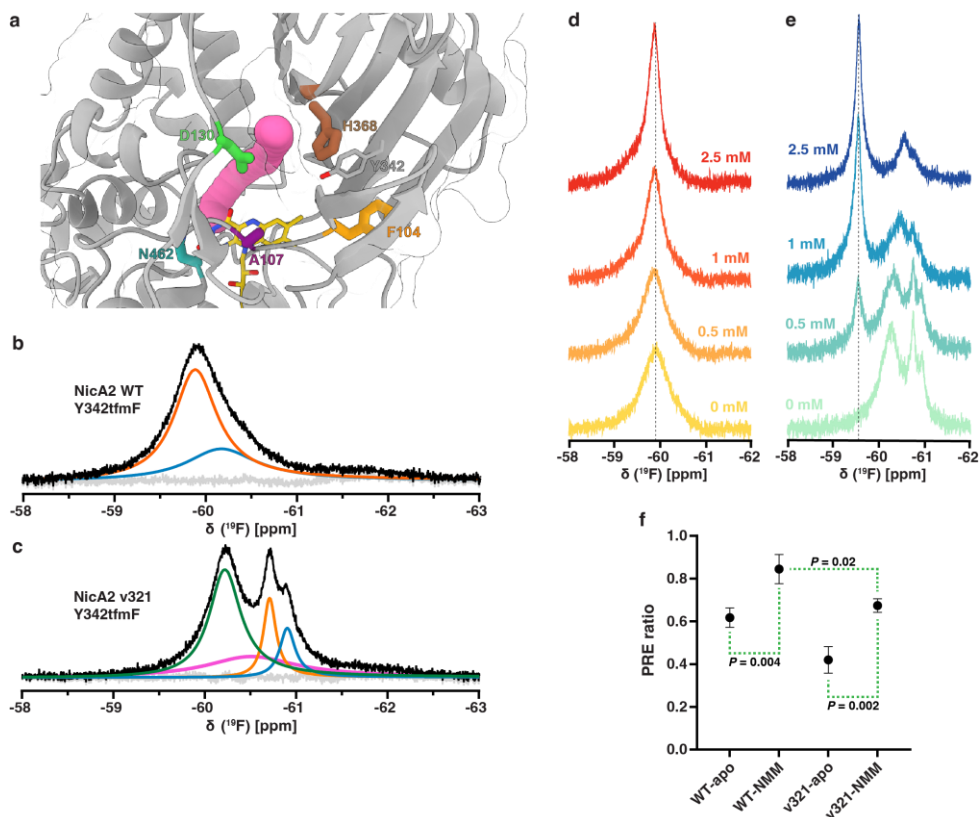 a
D130
H368
Y342
F104
N462
A107
b
NicA2 WT
Y342tfmF
-58 -59 -60 -61 -62 -63
δ (¹⁹F) [ppm]
c
NicA2 v321
Y342tfmF
-58 -59 -60 -61 -62 -63
δ (¹⁹F) [ppm]
d
2.5 mM
1 mM
0.5 mM
0 mM
-58 -59 -60 -61 -62
δ (¹⁹F) [ppm]
e
2.5 mM
1 mM
0.5 mM
0 mM
-58 -59 -60 -61 -62
δ (¹⁹F) [ppm]
f
PRE ratio
1.0
0.8
0.6
0.4
0.2
0.0
P = 0.02
P = 0.004
P = 0.002
WT-apo
WT-NMM
v321-apo
v321-NMM